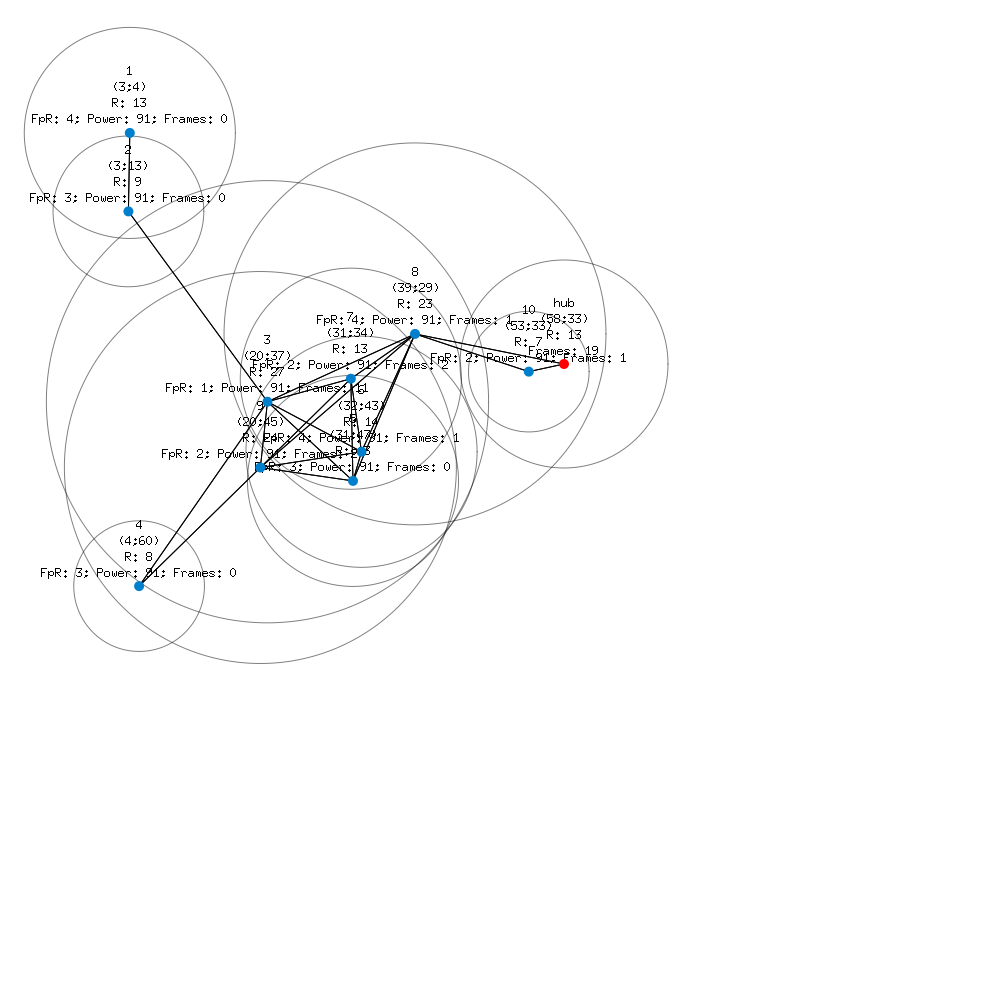 1
(3;4)
R: 13
FpR: 4; Power: 91; Frames: 0
2
(3;13)
R: 9
FpR: 3; Power: 91; Frames: 0
8
(39;29)
R: 23
FpR: 4; Power: 91; Frames: 1
hub
(58;33)
R: 13
Frames: 19
10
(53;33)
R: 7
FpR: 2; Power: 91; Frames: 1
7
(31;34)
R: 13
FpR: 2; Power: 91; Frames: 2
3
(20;37)
R: 27
FpR: 1; Power: 91; Frames: 11
6
(32;43)
R: 14
FpR: 4; Power: 91; Frames: 1
9
(20;45)
R: 24
FpR: 2; Power: 91; Frames:
(31;47)
R: 13
FpR: 3; Power: 91; Frames: 0
4
(4;60)
R: 8
FpR: 3; Power: 91; Frames: 0